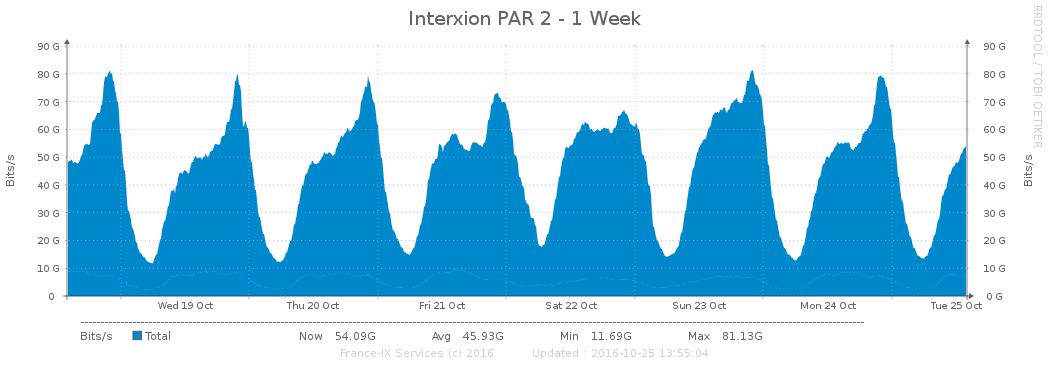 Interxion PAR 2 - 1 Week
RRDTOOL / TOBI OETIKER
90 G 90 G
80 G 80 G
70 G 70 G
60 G 60 G
50 G 50 G
40 G 40 G
30 G 30 G
20 G 20 G
10 G 10 G
0 0 G
Bits/s
Bits/s
Wed 19 Oct Thu 20 Oct Fri 21 Oct Sat 22 Oct Sun 23 Oct Mon 24 Oct Tue 25 Oct
Bits/s Total Now 54.09G Avg 45.93G Min 11.69G Max 81.13G
France-IX Services (c) 2016 Updated : 2016-10-25 13:55:04